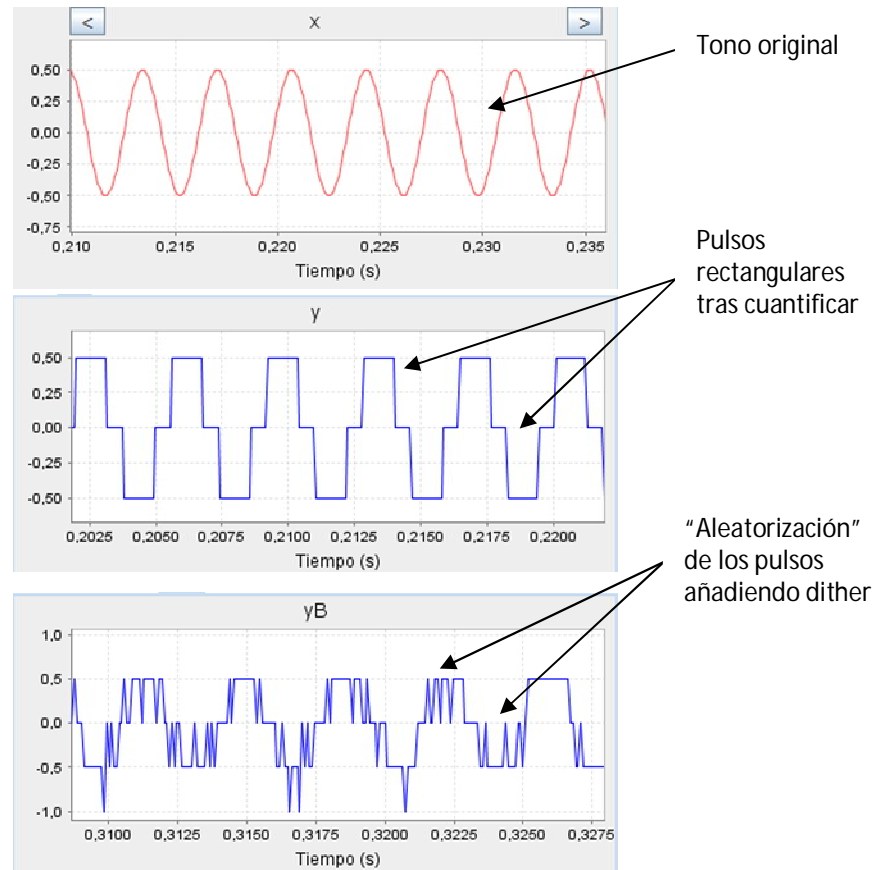 < x >
Tono original
0,50
0,25
0,00
-0,25
-0,50
-0,75
0,210 0,215 0,220 0,225 0,230 0,235
Tiempo (s)
Pulsos
rectangulares
tras cuantificar
y
0,50
0,25
0,00
-0,25
-0,50
0,2025 0,2050 0,2075 0,2100 0,2125 0,2150 0,2175 0,2200
Tiempo (s)
“Aleatorización”
de los pulsos
añadiendo dither
yB
1,0
0,5
0,0
-0,5
-1,0
0,3100 0,3125 0,3150 0,3175 0,3200 0,3225 0,3250 0,3275
Tiempo (s)